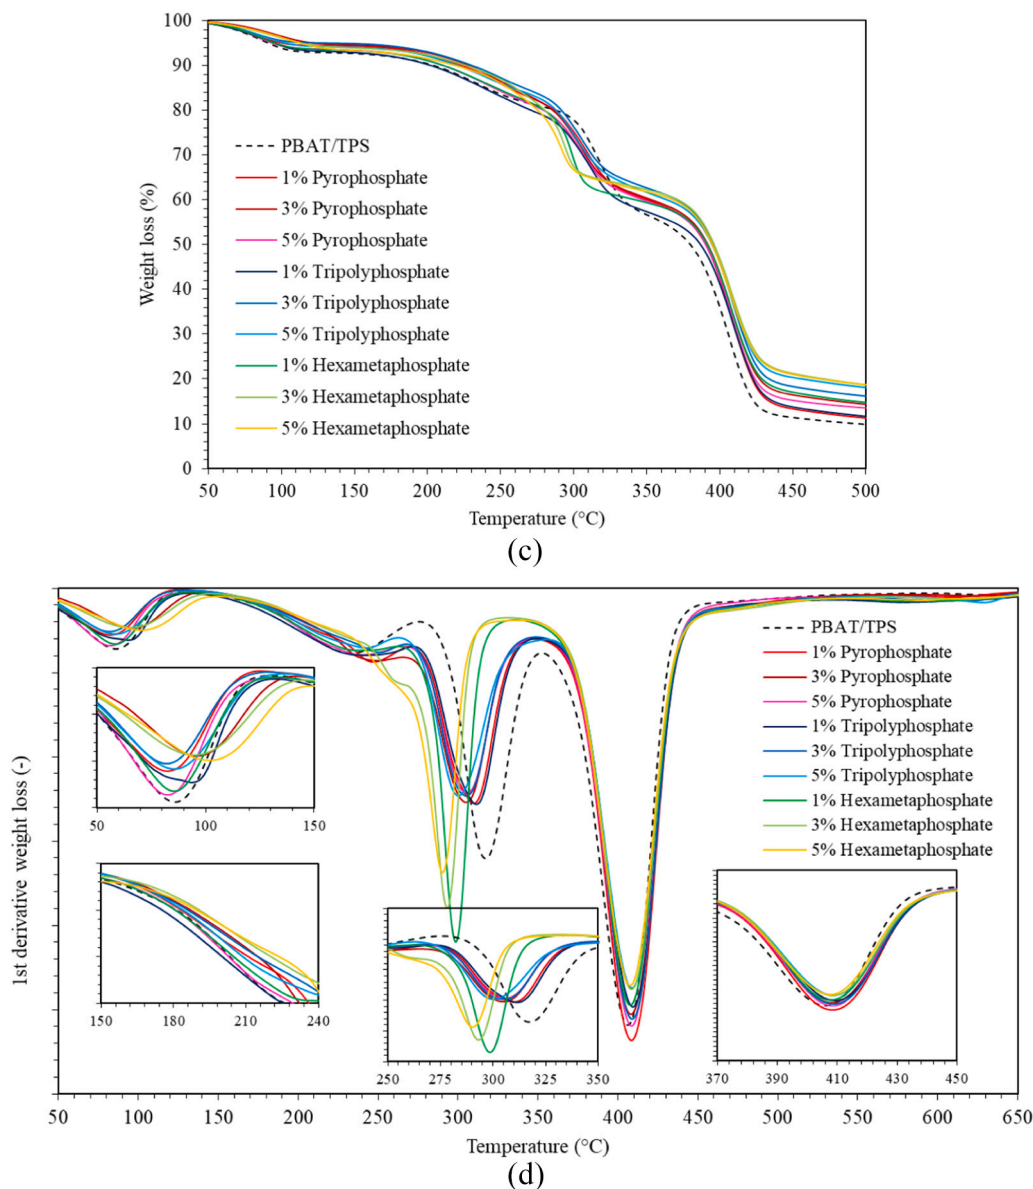 100
90
80
70
60
50
40
30
20
10
0
Weight loss (%)
PBAT/TPS
1% Pyrophosphate
3% Pyrophosphate
5% Pyrophosphate
1% Tripolyphosphate
3% Tripolyphosphate
5% Tripolyphosphate
1% Hexametaphosphate
3% Hexametaphosphate
5% Hexametaphosphate
50 100 150 200 250 300 350 400 450 500
Temperature (°C)
(c)
1st derivative weight loss (-)
PBAT/TPS
1% Pyrophosphate
3% Pyrophosphate
5% Pyrophosphate
1% Tripolyphosphate
3% Tripolyphosphate
5% Tripolyphosphate
1% Hexametaphosphate
3% Hexametaphosphate
5% Hexametaphosphate
50 100 150
150 180 210 240
250 275 300 325 350
370 390 410 430 450
50 100 150 200 250 300 350 400 450 500 550 600 650
Temperature (°C)
(d)